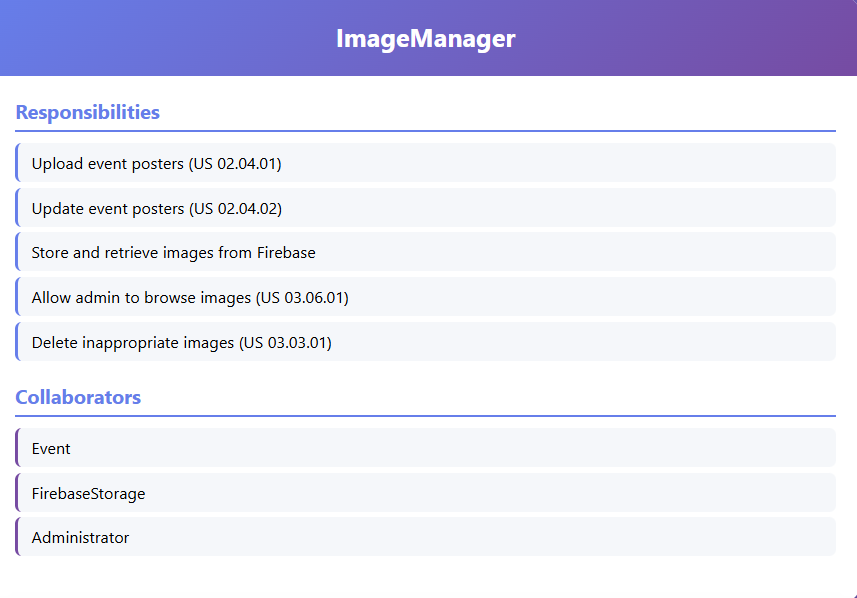 ImageManager
Responsibilities
Upload event posters (US 02.04.01)
Update event posters (US 02.04.02)
Store and retrieve images from Firebase
Allow admin to browse images (US 03.06.01)
Delete inappropriate images (US 03.03.01)
Collaborators
Event
FirebaseStorage
Administrator